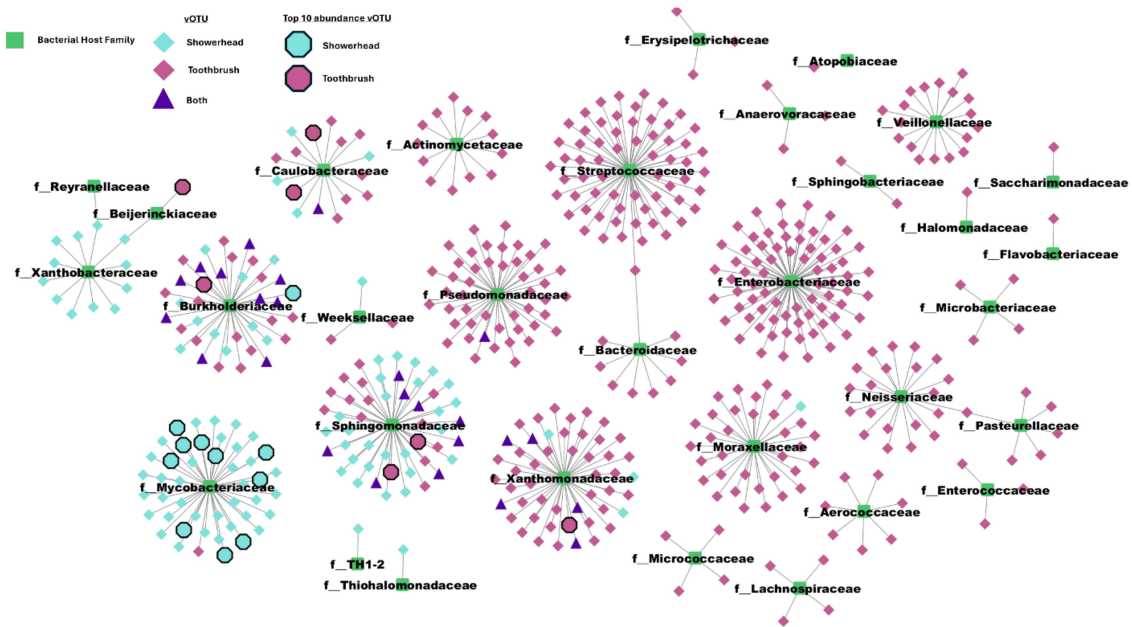 vOTU
Top 10 abundance vOTU
Bacterial Host Family
Showerhead
Toothbrush
Both
Showerhead
Toothbrush
f__Erysipelotrichaceae
f__Atopobiaceae
f__Anaerovoracaceae
f__Veillonellaceae
f__Actinomycetaceae
f__Caulobacteraceae
f__Streptococcaceae
f__Sphingobacteriaceae
f__Saccharimonadaceae
f__Reyranellaceae
f__Beijerinckiaceae
f__Halomonadaceae
f__Flavobacteriaceae
f__Xanthobacteraceae
f__Enterobacteriaceae
f__Pseudomonadaceae
f__Burkholderiaceae
f__Microbacteriaceae
f__Weeksellaceae
f__Bacteroidaceae
f__Neisseriaceae
f__Sphingomonadaceae
f__Pasteurellaceae
f__Moraxellaceae
f__Xanthomonadaceae
f__Mycobacteriaceae
f__Enterococcaceae
f__Aerococcaceae
f__Micrococcaceae
f__TH1-2
f__Thiohalomonadaceae
f__Lachnospiraceae